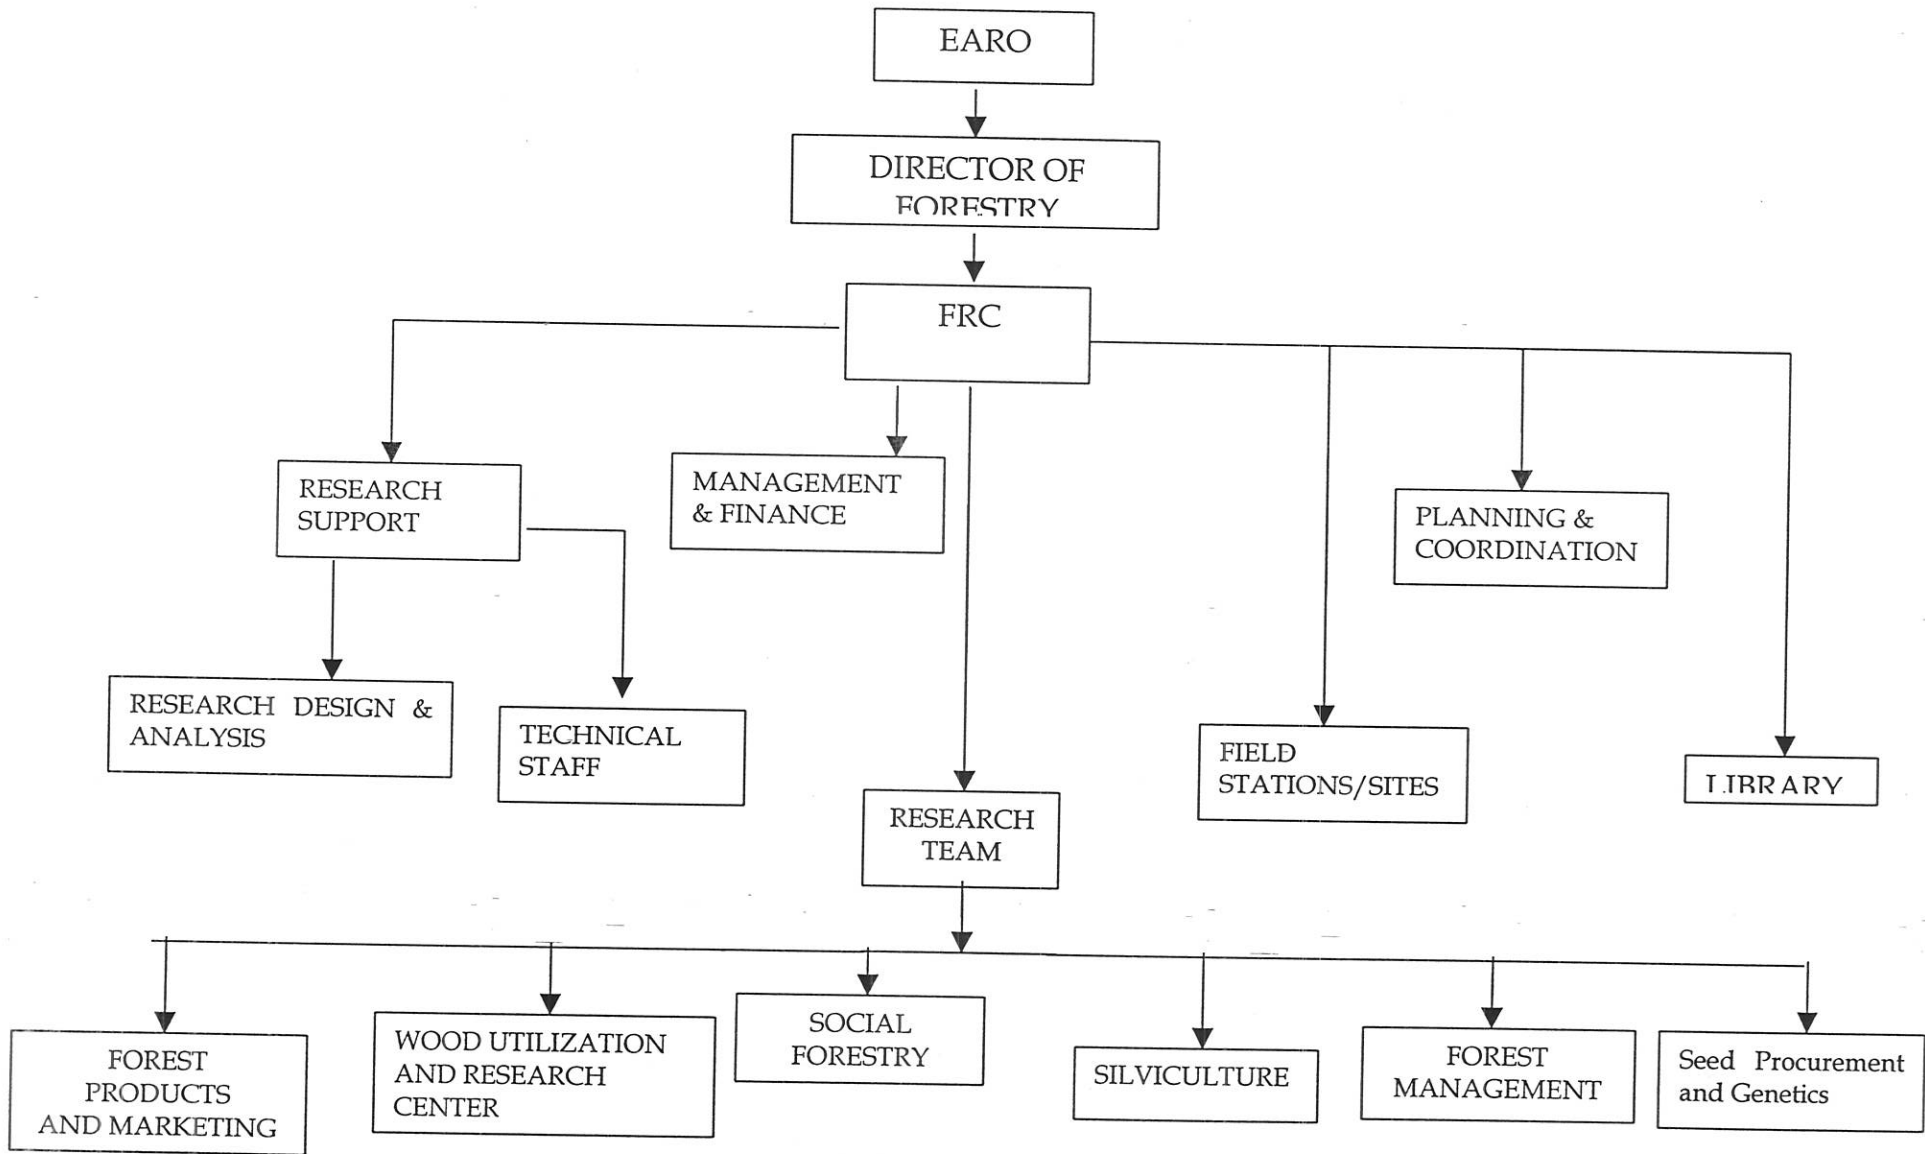 EARO
DIRECTOR OF
FORESTRY
FRC
RESEARCH
SUPPORT
MANAGEMENT
& FINANCE
PLANNING &
COORDINATION
RESEARCH DESIGN &
ANALYSIS
TECHNICAL
STAFF
FIELD
STATIONS/SITES
LIBRARY
RESEARCH
TEAM
FOREST
PRODUCTS
AND MARKETING
WOOD UTILIZATION
AND RESEARCH
CENTER
SOCIAL
FORESTRY
SILVICULTURE
FOREST
MANAGEMENT
Seed Procurement
and Genetics